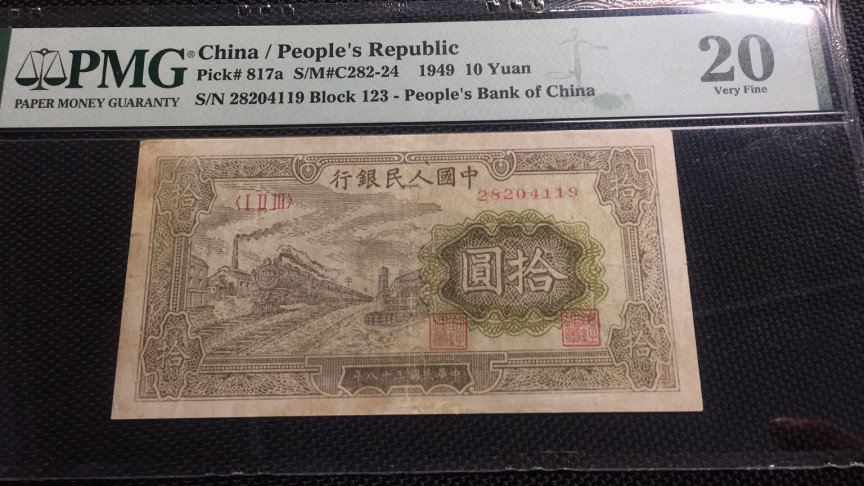 PMG® China / People's Republic
Pick# 817a S/M#C282-24 1949 10 Yuan
PAPER MONEY GUARANTY
S/N 28204119 Block 123 - People's Bank of China
20
Very Fine
行銀民人國中
〈I II III〉
28204119
拾
拾
圓拾
拾
拾
年八十三國民華中